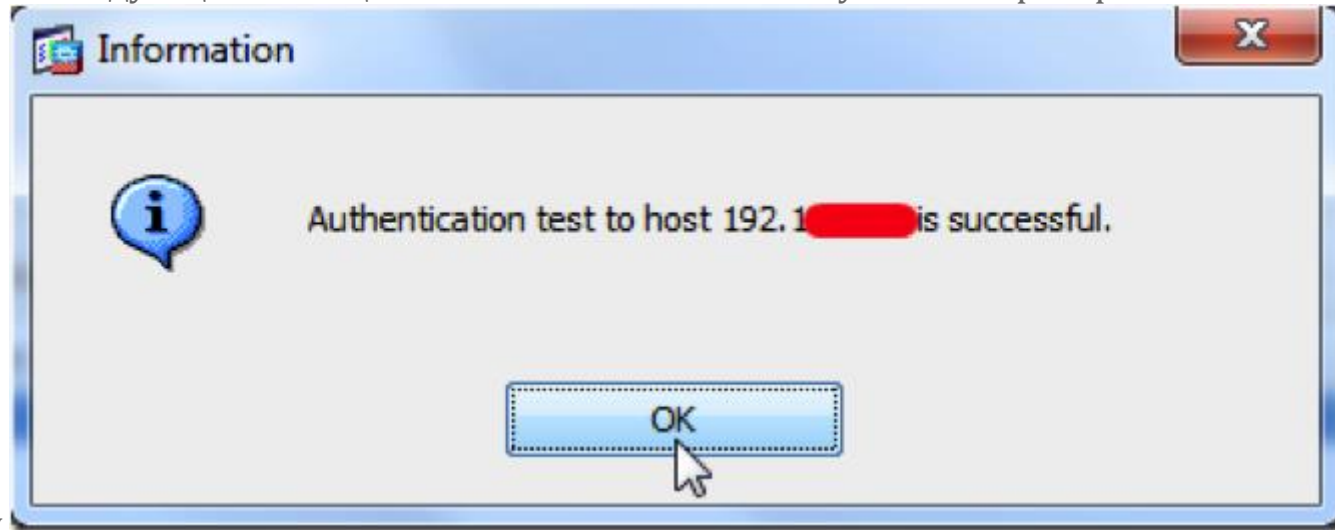 Information
Authentication test to host 192.1 is successful.
OK